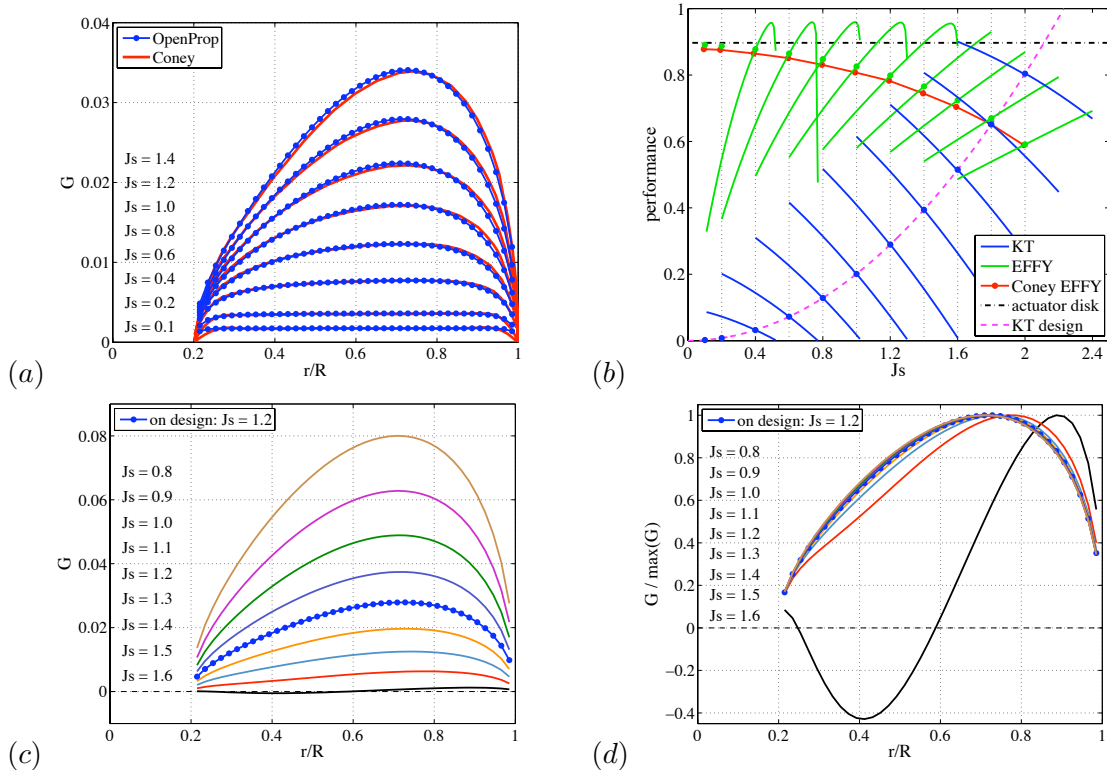 0.04
0.03
0.02
0.01
0
G
OpenProp
Coney
Js = 1.4
Js = 1.2
Js = 1.0
Js = 0.8
Js = 0.6
Js = 0.4
Js = 0.2
Js = 0.1
0 0.2 0.4 0.6 0.8 1
r/R
(a)
1
0.8
0.6
0.4
0.2
0
performance
KT
EFFY
Coney EFFY
actuator disk
KT design
0 0.4 0.8 1.2 1.6 2 2.4
Js
(b)
on design: Js = 1.2
0.08
0.06
0.04
0.02
0
G
Js = 0.8
Js = 0.9
Js = 1.0
Js = 1.1
Js = 1.2
Js = 1.3
Js = 1.4
Js = 1.5
Js = 1.6
0 0.2 0.4 0.6 0.8 1
r/R
(c)
on design: Js = 1.2
1
0.8
0.6
0.4
0.2
0
-0.2
-0.4
G / max(G)
Js = 0.8
Js = 0.9
Js = 1.0
Js = 1.1
Js = 1.2
Js = 1.3
Js = 1.4
Js = 1.5
Js = 1.6
0 0.2 0.4 0.6 0.8 1
r/R
(d)